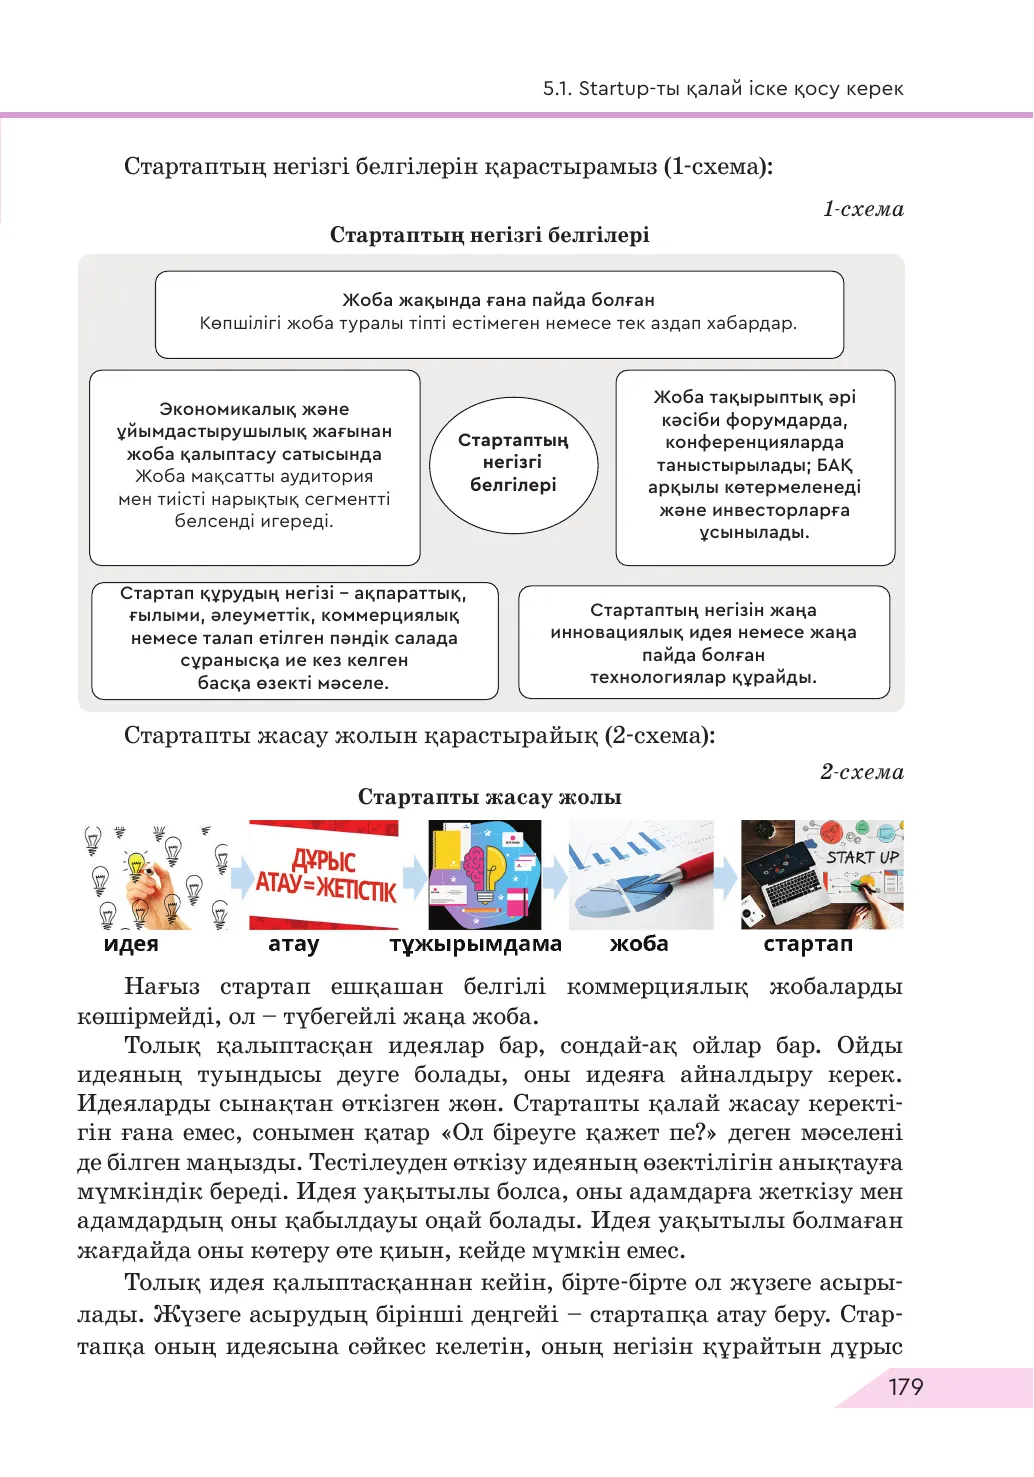 5.1. Startup-ты қалай іске қосу керек
Стартаптың негізгі белгілерін қарастырамыз (1-схема):
1-схема
Стартаптың негізгі белгілері
Жоба жақында ғана пайда болған
Көпшілігі жоба туралы тіпті естімеген немесе тек аздап хабардар.
Экономикалық және
ұйымдастырушылық жағынан
жоба қалыптасу сатысында
Жоба мақсатты аудитория
мен тиісті нарықтық сегментті
белсенді игереді.
Стартаптың
негізгі
белгілері
Жоба тақырыптық әрі
кәсіби форумдарда,
конференцияларда
таныстырылады; БАҚ
арқылы көтермеленеді
және инвесторларға
ұсынылады.
Стартап құрудың негізі – ақпараттық,
ғылыми, әлеуметтік, коммерциялық
немесе талап етілген пәндік салада
сұранысқа ие кез келген
басқа өзекті мәселе.
Стартаптың негізін жаңа
инновациялық идея немесе жаңа
пайда болған
технологиялар құрайды.
Стартапты жасау жолын қарастырайық (2-схема):
2-схема
Стартапты жасау жолы
ДҰРЫС
АТАУ=ЖЕТІСТІК
BRAND
START UP
идея
атау
тұжырымдама
жоба
стартап
Нағыз стартап ешқашан белгілі коммерциялық жобаларды
көшірмейді, ол – түбегейлі жаңа жоба.
Толық қалыптасқан идеялар бар, сондай-ақ ойлар бар. Ойды
идеяның туындысы деуге болады, оны идеяға айналдыру керек.
Идеяларды сынақтан өткізген жөн. Стартапты қалай жасау керекті-
гін ғана емес, сонымен қатар «Ол біреуге қажет пе?» деген мәселені
де білген маңызды. Тестілеуден өткізу идеяның өзектілігін анықтауға
мүмкіндік береді. Идея уақытылы болса, оны адамдарға жеткізу мен
адамдардың оны қабылдауы оңай болады. Идея уақытылы болмаған
жағдайда оны көтеру өте қиын, кейде мүмкін емес.
Толық идея қалыптасқаннан кейін, бірте-бірте ол жүзеге асыры-
лады. Жүзеге асырудың бірінші деңгейі – стартапқа атау беру. Стар-
тапқа оның идеясына сәйкес келетін, оның негізін құрайтын дұрыс
179